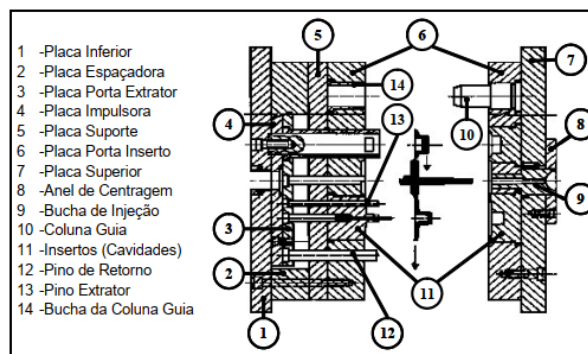 1 -Placa Inferior
2 -Placa Espaçadora
3 -Placa Porta Extrator
4 -Placa Impulsora
5 -Placa Suporte
6 -Placa Porta Inserto
7 -Placa Superior
8 -Anel de Centragem
9 -Bucha de Injeção
10 -Coluna Guia
11 -Insertos (Cavidades)
12 -Pino de Retorno
13 -Pino Extrator
14 -Bucha da Coluna Guia
5
6
7
14
4
13
10
8
9
3
2
11
1
12